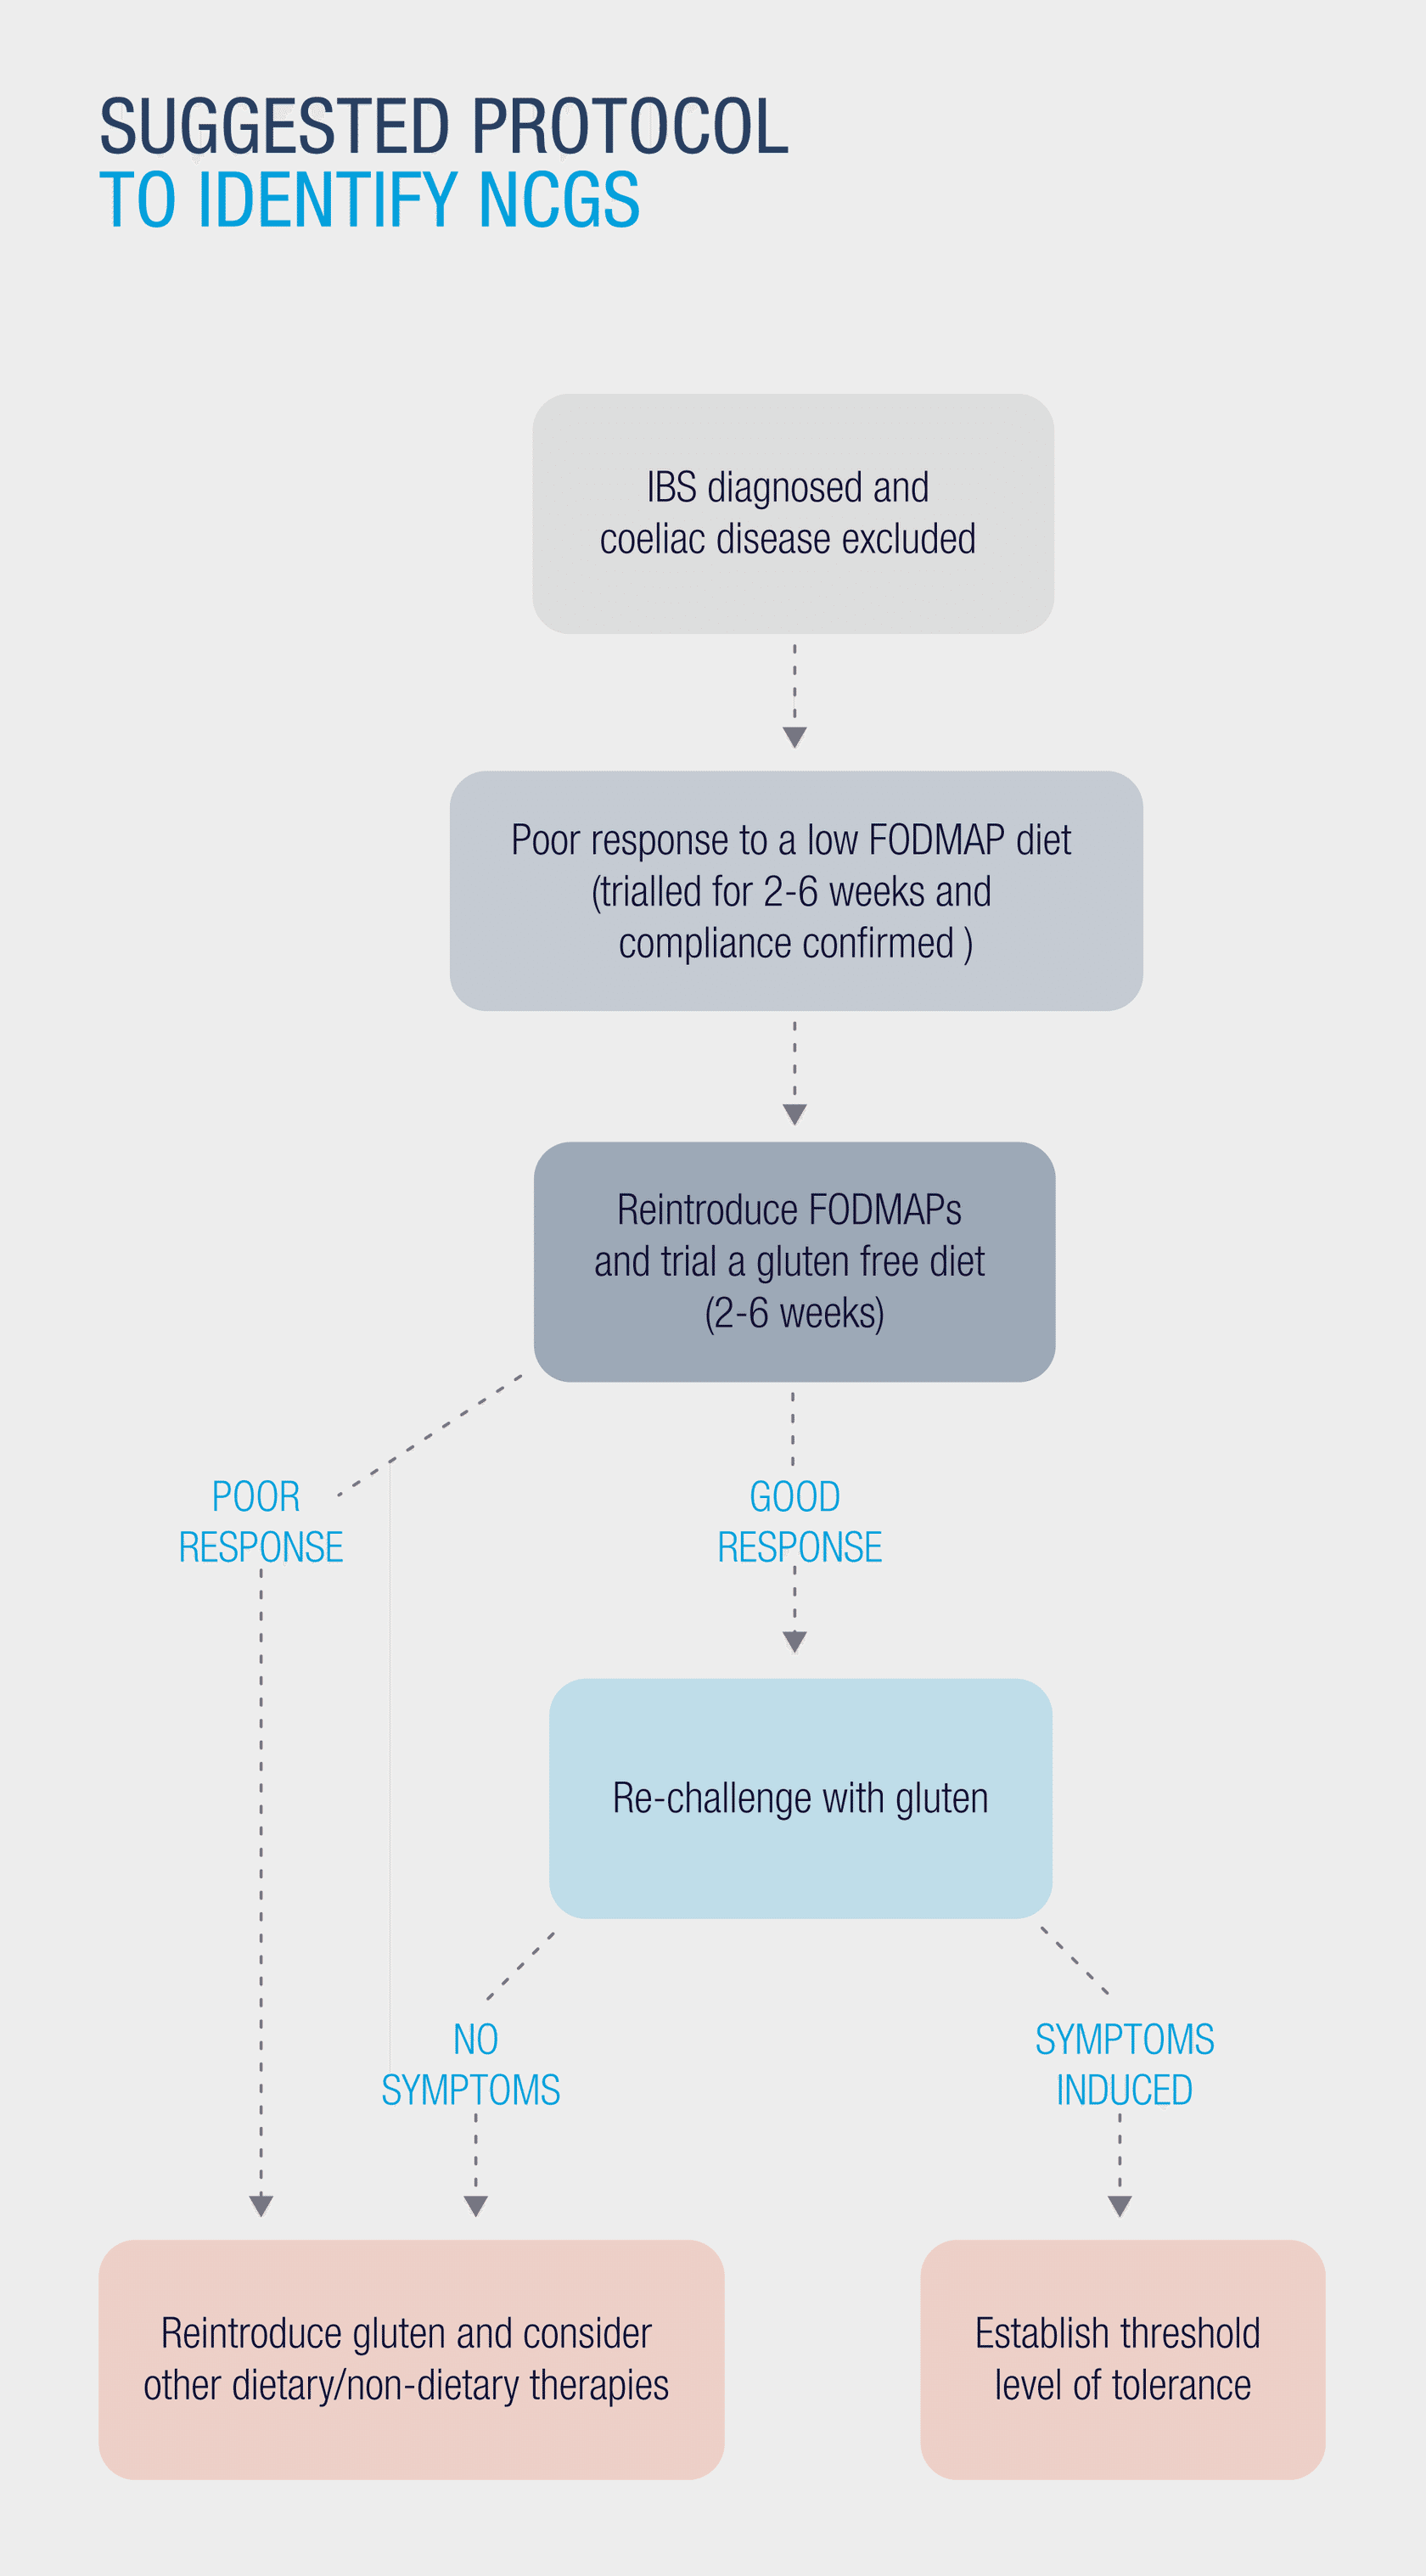 SUGGESTED PROTOCOL
TO IDENTIFY NCGS
IBS diagnosed and
coeliac disease excluded
Poor response to a low FODMAP diet
(trialled for 2-6 weeks and
compliance confirmed )
Reintroduce FODMAPs
and trial a gluten free diet
(2-6 weeks)
POOR
RESPONSE
GOOD
RESPONSE
Re-challenge with gluten
NO
SYMPTOMS
SYMPTOMS
INDUCED
Reintroduce gluten and consider
other dietary/non-dietary therapies
Establish threshold
level of tolerance